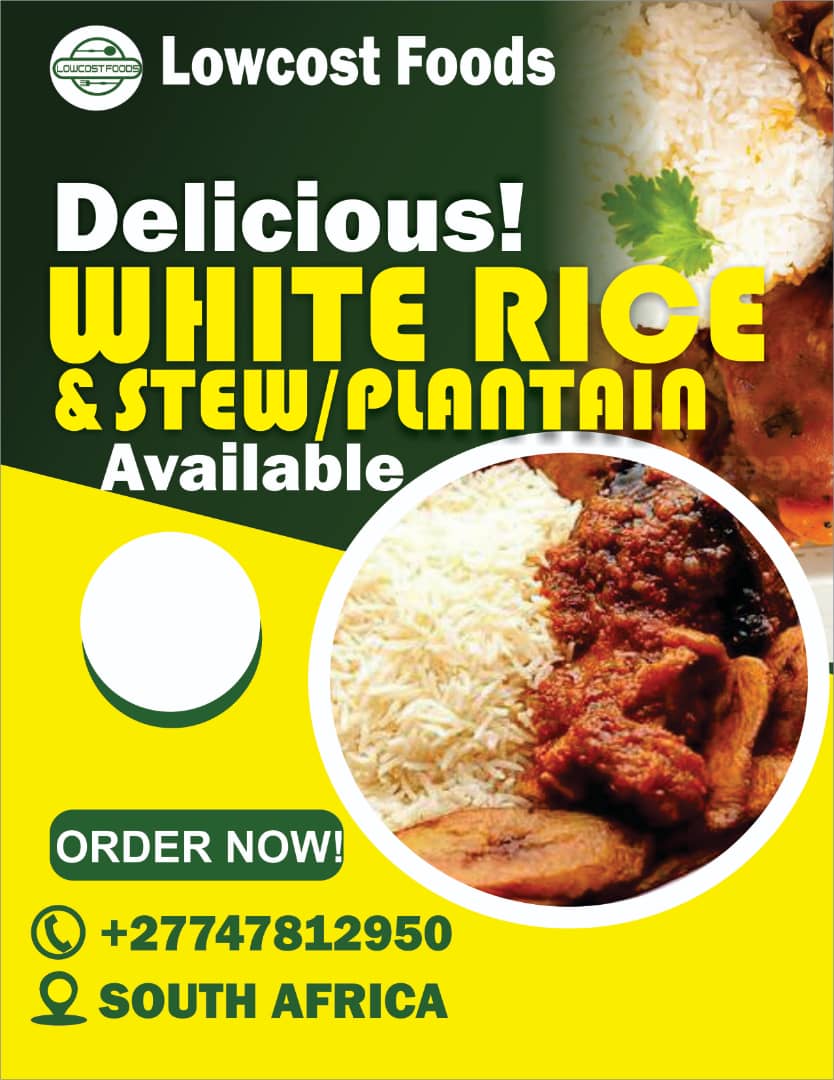 LOWCOST FOODS
Lowcost Foods
Delicious!
WHITE RICE
& STEW/PLANTAIN
Available
ORDER NOW!
+27747812950
SOUTH AFRICA